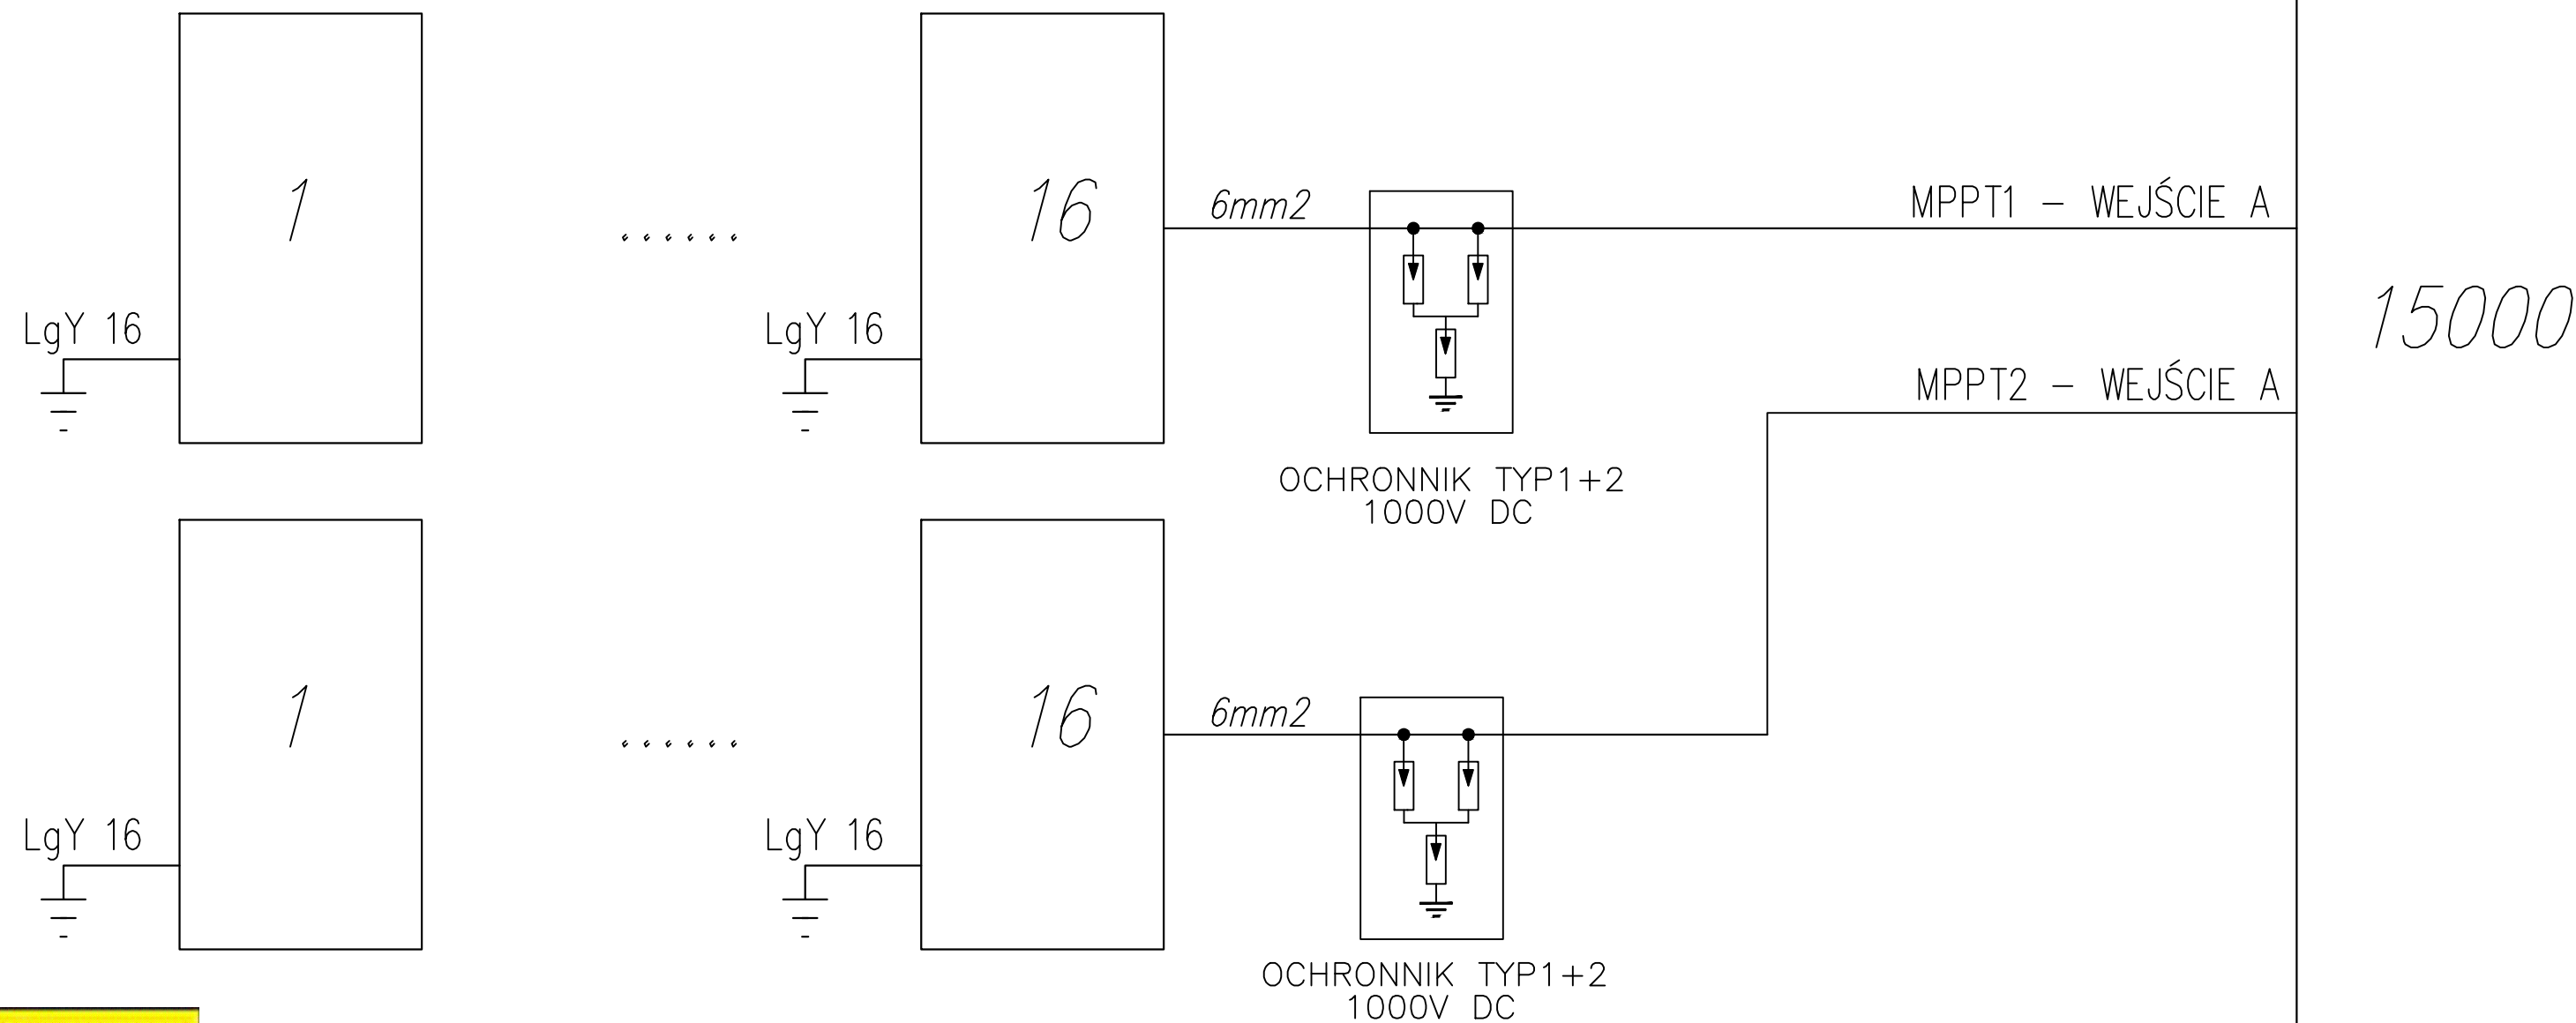 1
16
6mm2
MPPT1 - WEJŚCIE A
LgY 16
LgY 16
15000
MPPT2 - WEJŚCIE A
OCHRONNIK TYP1+2
1000V DC
1
16
6mm2
LgY 16
LgY 16
OCHRONNIK TYP1+2
1000V DC